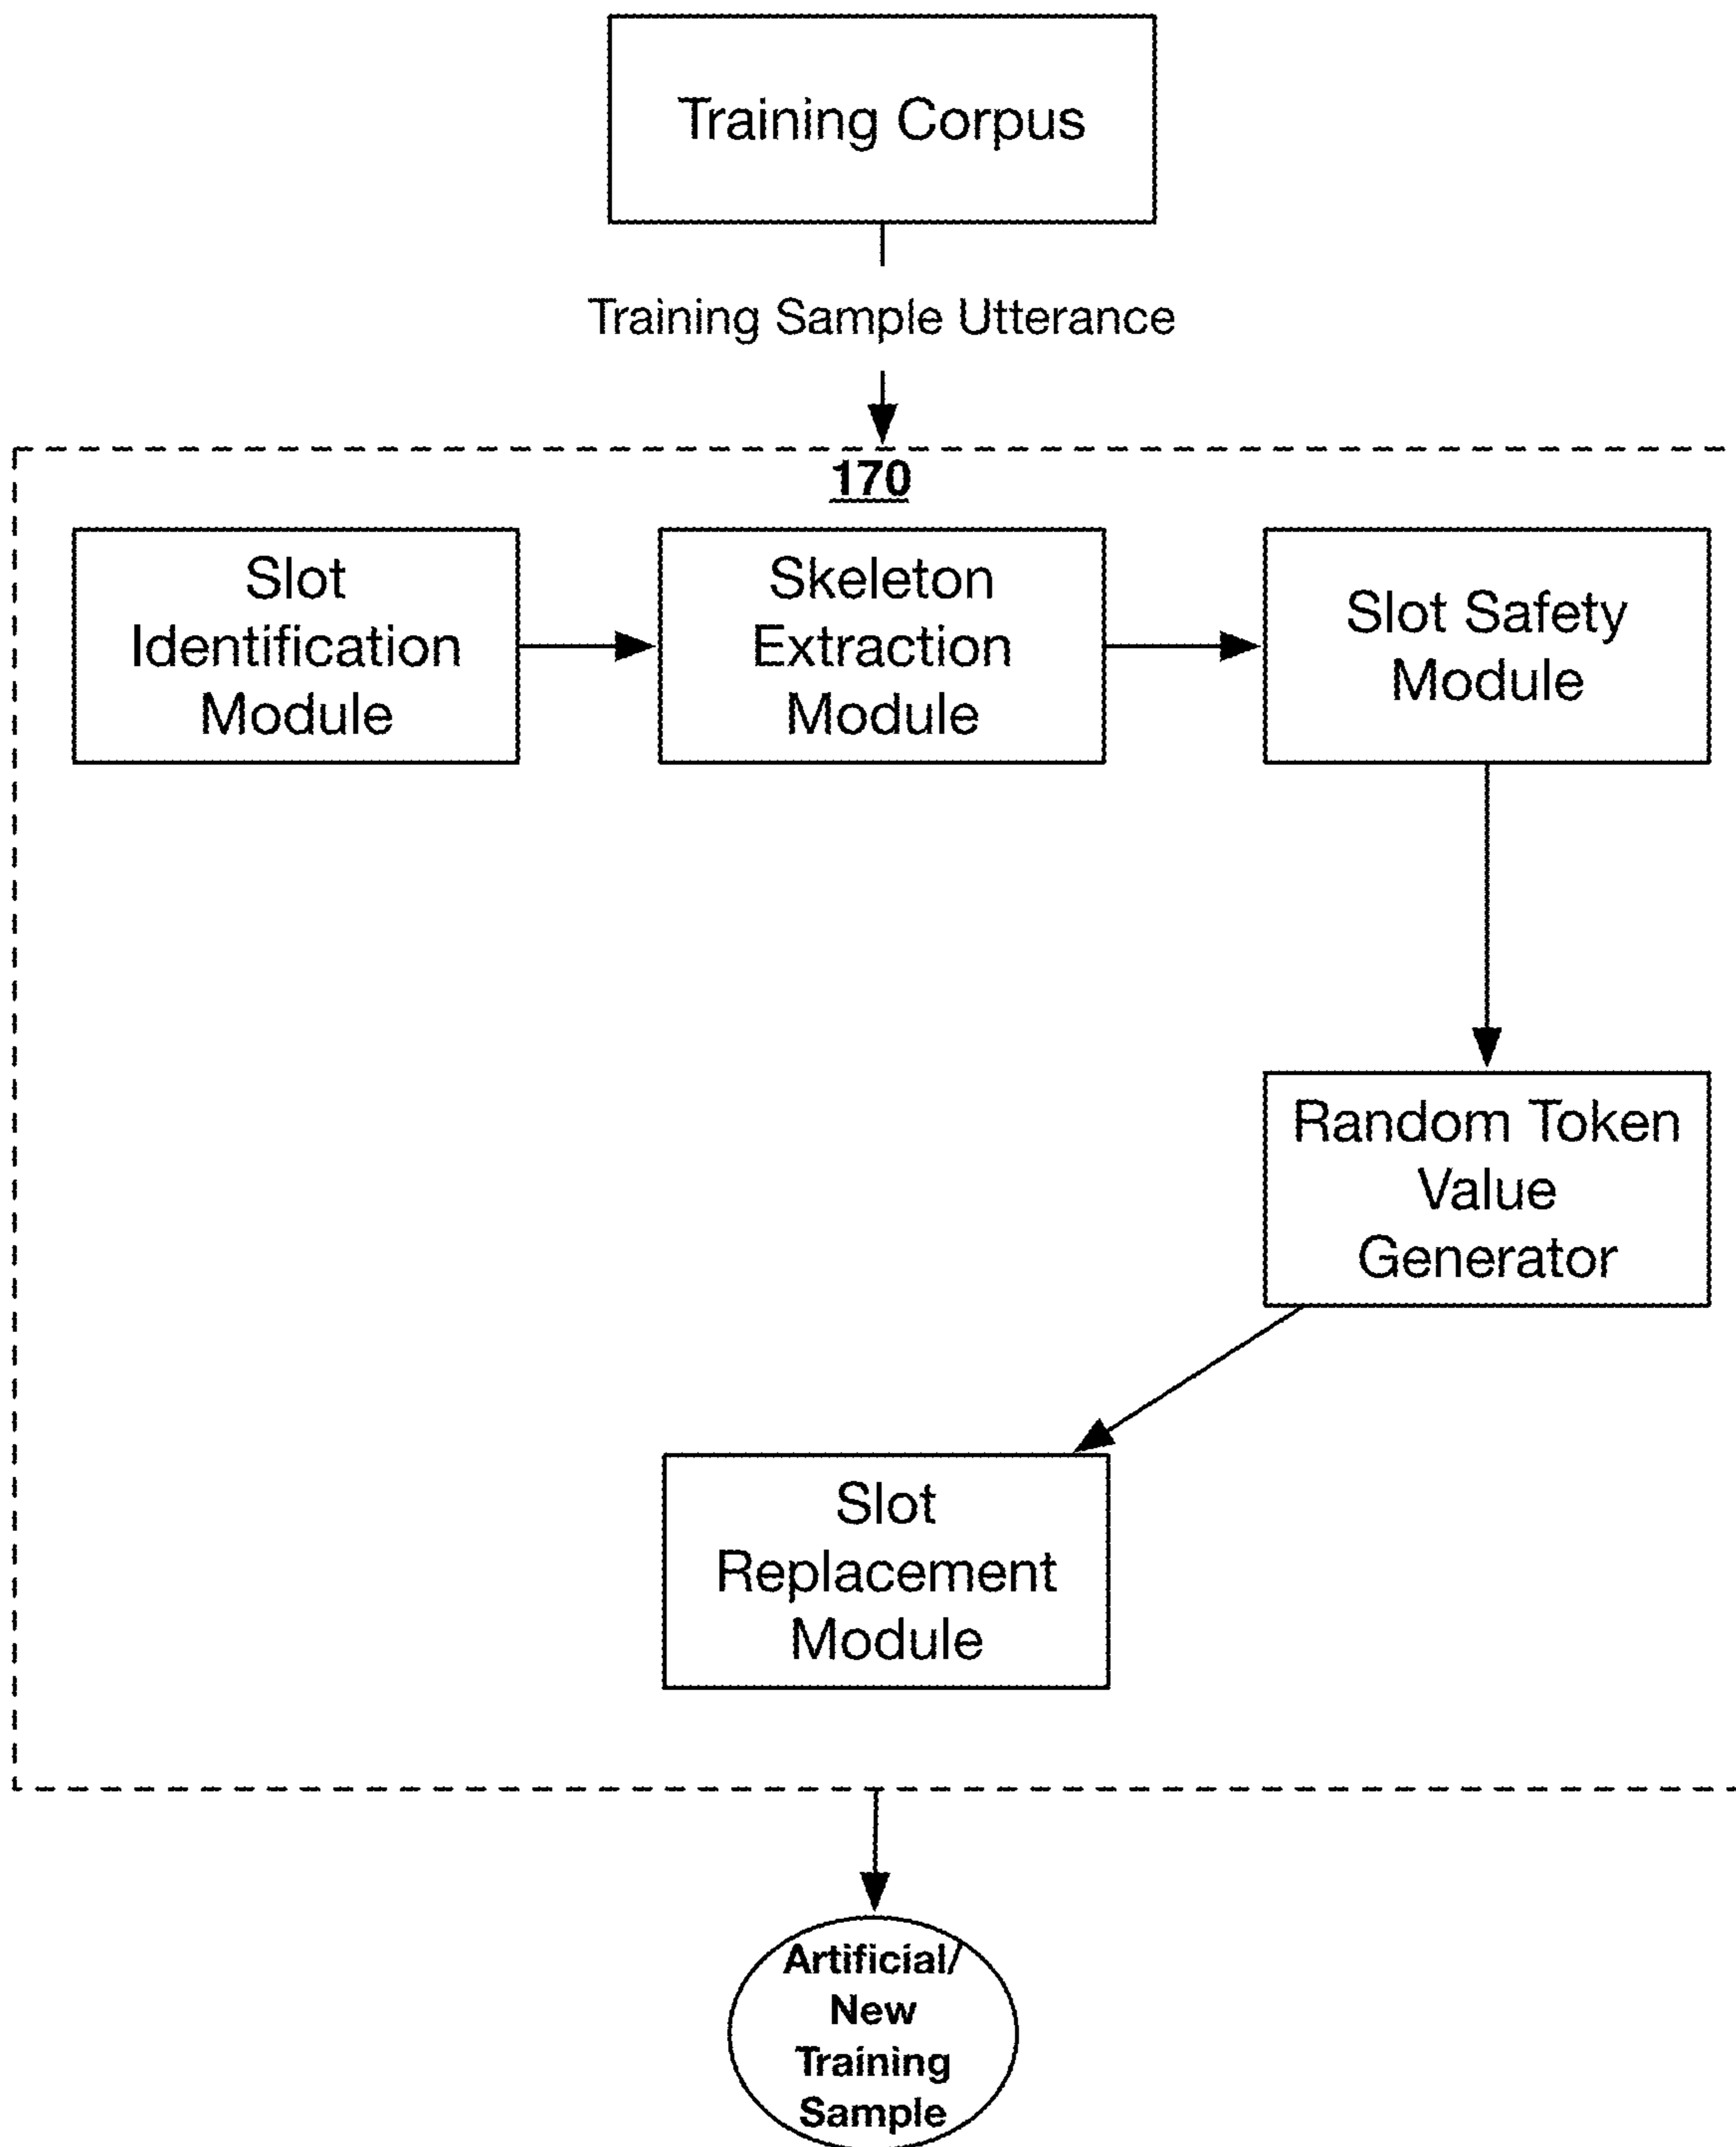 Training Corpus
Training Sample Utterance
170
Slot
Identification
Module
Skeleton
Extraction
Module
Slot Safety
Module
Random Token
Value
Generator
Slot
Replacement
Module
Artificial/
New
Training
Sample